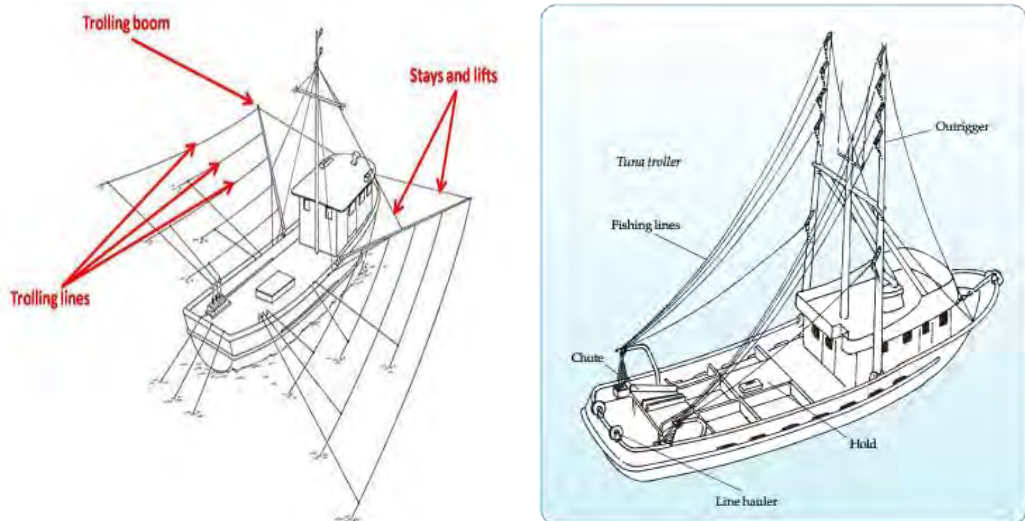 Trolling boom
Stays and lifts
Trolling lines
Tuna troller
Outrigger
Fishing lines
Chute
Hold
Line hauler